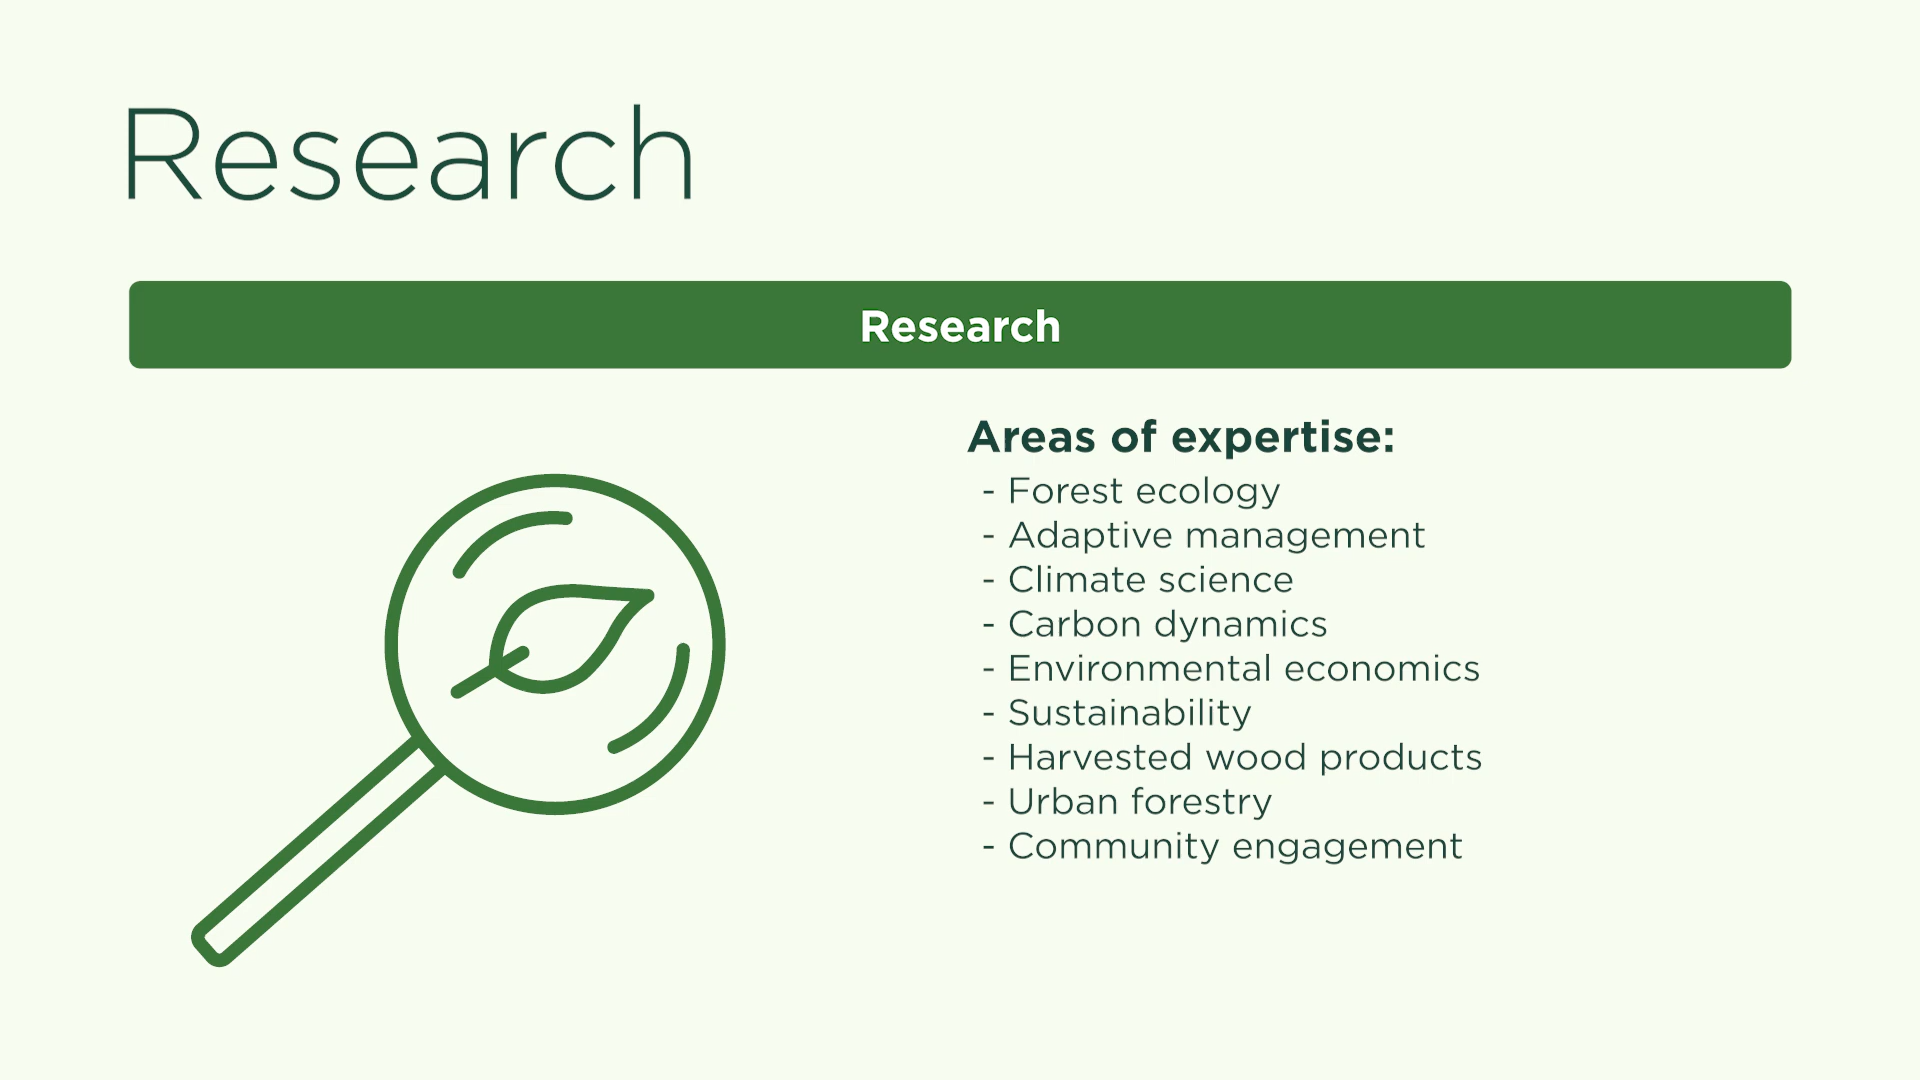 Research
Research
Areas of expertise:
- Forest ecology
- Adaptive management
- Climate science
- Carbon dynamics
- Environmental economics
- Sustainability
- Harvested wood products
- Urban forestry
- Community engagement